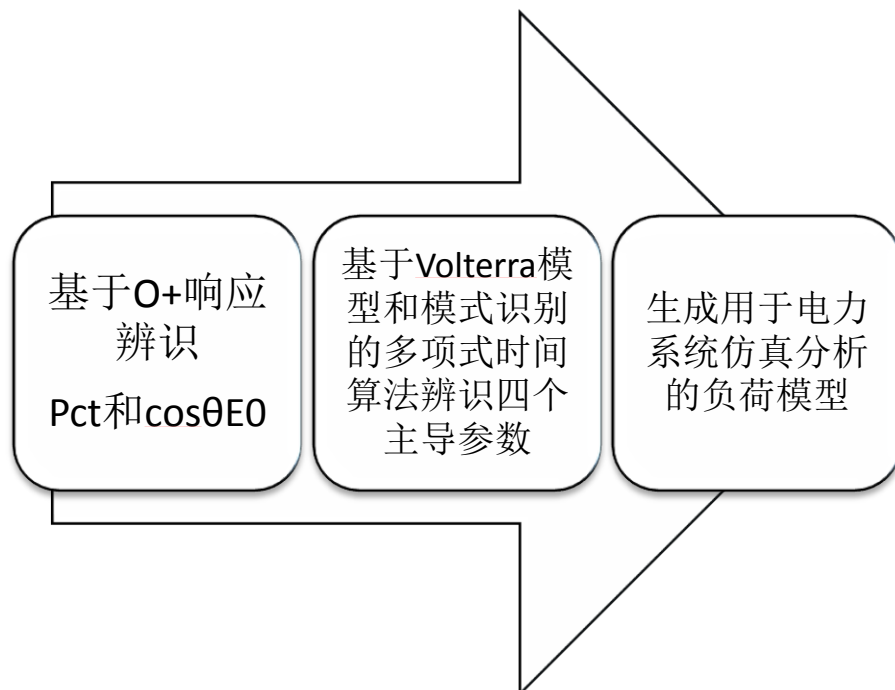 基于O+响应
辨识
Pct和cosθE0
基于Volterra模
型和模式识别
的多项式时间
算法辨识四个
主导参数
生成用于电力
系统仿真分析
的负荷模型